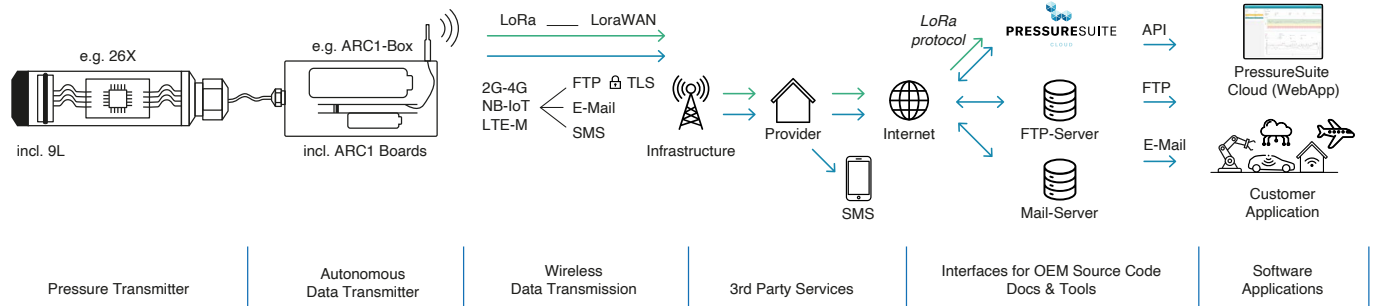 e.g. 26X
incl. 9L
e.g. ARC1-Box
incl. ARC1 Boards
LoRa
LoraWAN
2G-4G
NB-IoT
LTE-M
FTP
TLS
E-Mail
SMS
Infrastructure
Provider
SMS
Internet
LoRa
protocol
PRESSURESUITE
CLOUD
FTP-Server
Mail-Server
API
FTP
E-Mail
PressureSuite
Cloud (WebApp)
Customer
Application
Pressure Transmitter
Autonomous
Data Transmitter
Wireless
Data Transmission
3rd Party Services
Interfaces for OEM Source Code
Docs & Tools
Software
Applications